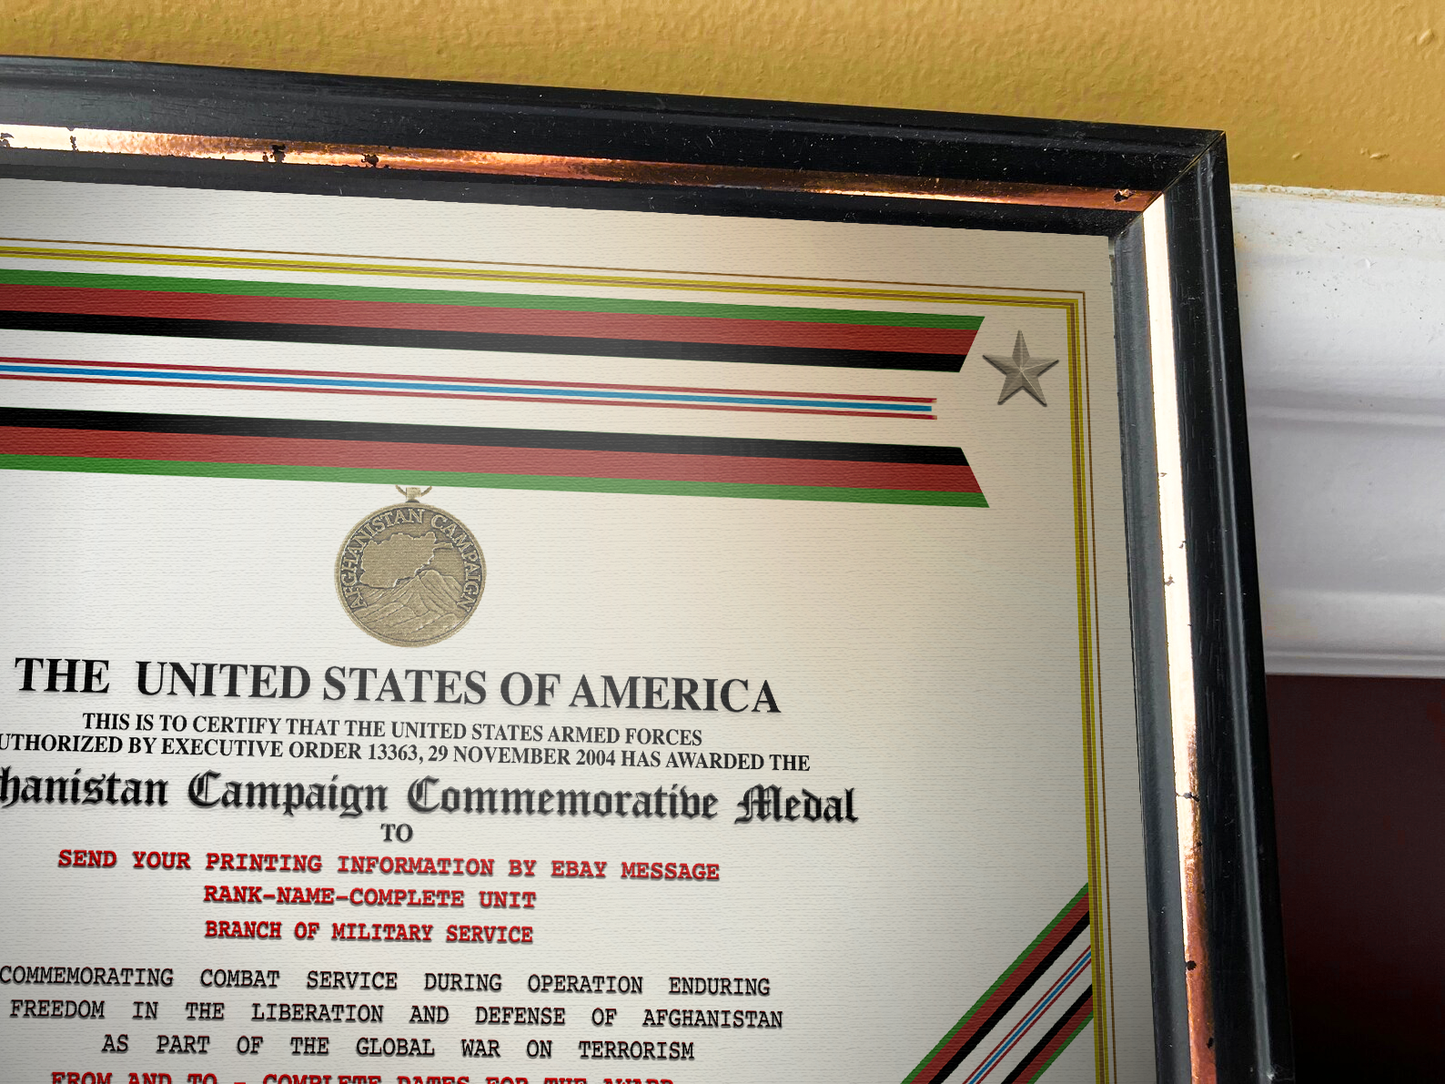 AFGHANISTAN CAMPAIGN
THE UNITED STATES OF AMERICA
THIS IS TO CERTIFY THAT THE UNITED STATES ARMED FORCES
UTHORIZED BY EXECUTIVE ORDER 13363, 29 NOVEMBER 2004 HAS AWARDED THE
hanistan Campaign Commemorative Medal
TO
SEND YOUR PRINTING INFORMATION BY EBAY MESSAGE
RANK-NAME-COMPLETE UNIT
BRANCH OF MILITARY SERVICE
COMMEMORATING COMBAT SERVICE DURING OPERATION ENDURING
FREEDOM IN THE LIBERATION AND DEFENSE OF AFGHANISTAN
AS PART OF THE GLOBAL WAR ON TERRORISM
FROM AND TO - COMPLETE DATES FOR THE AWARD